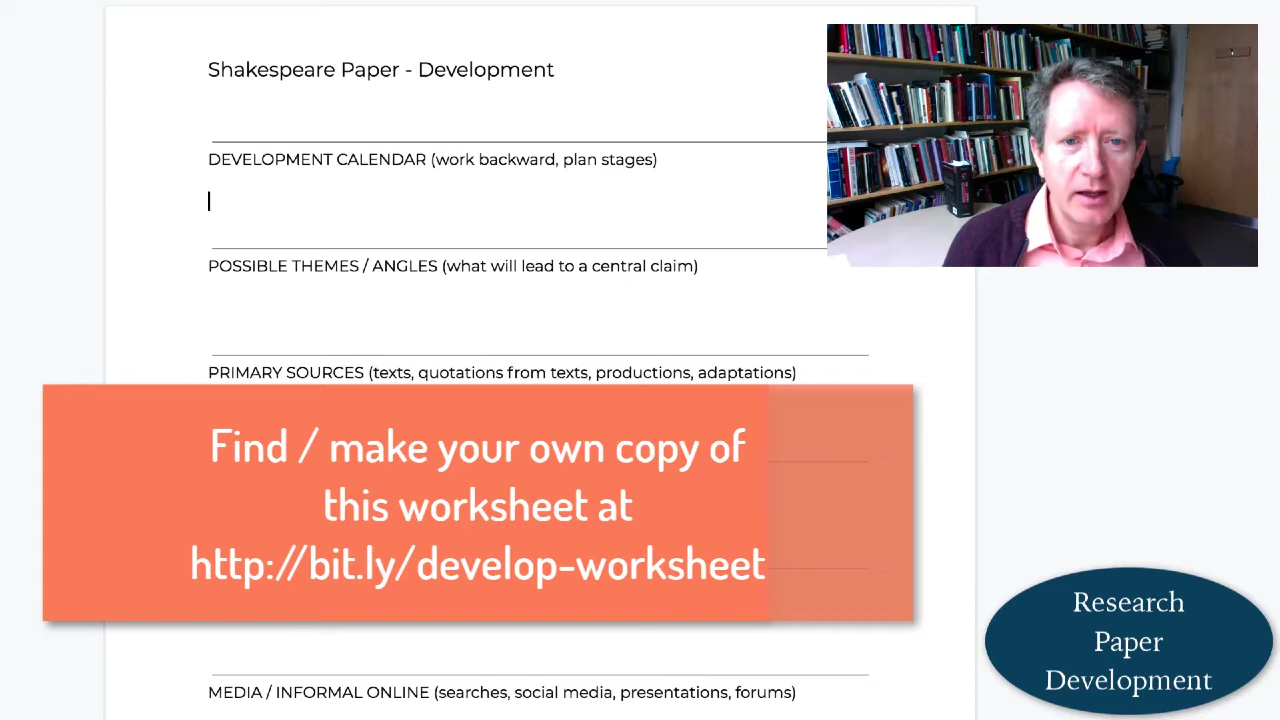 Shakespeare Paper - Development
DEVELOPMENT CALENDAR (work backward, plan stages)
POSSIBLE THEMES / ANGLES (what will lead to a central claim)
PRIMARY SOURCES (texts, quotations from texts, productions, adaptations)
Find / make your own copy of
this worksheet at
http://bit.ly/develop-worksheet
MEDIA / INFORMAL ONLINE (searches, social media, presentations, forums)
Research
Paper
Development